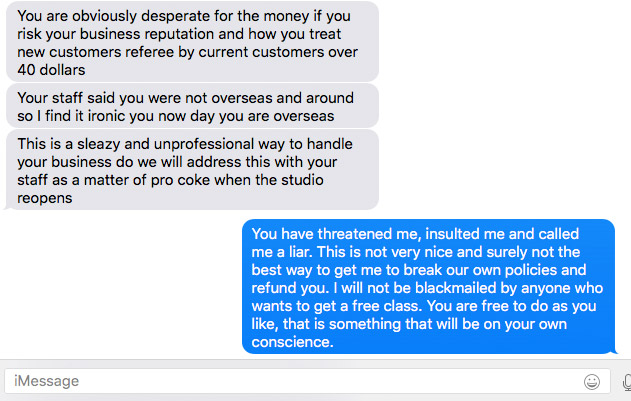 You are obviously desperate for the money if you
risk your business reputation and how you treat
new customers referee by current customers over
40 dollars
Your staff said you were not overseas and around
so I find it ironic you now day you are overseas
This is a sleazy and unprofessional way to handle
your business do we will address this with your
staff as a matter of pro coke when the studio
reopens
You have threatened me, insulted me and called
me a liar. This is not very nice and surely not the
best way to get me to break our own policies and
refund you. I will not be blackmailed by anyone who
wants to get a free class. You are free to do as you
like, that is something that will be on your own
conscience.
iMessage